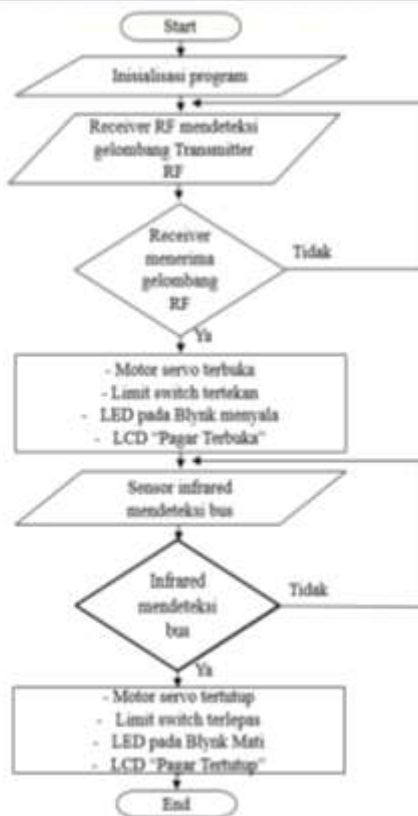 Start
Inisialisasi program
Receiver RF mendeteksi
gelombang Transmitter
RF
Receiver
menerima
gelombang
RF
Tidak
Ya
- Motor servo terbuka
- Limit switch tertekan
- LED pada Blynk menyala
- LCD “Pagar Terbuka”
Sensor infrared
mendeteksi bus
Infrared
mendeteksi
bus
Tidak
Ya
- Motor servo tertutup
- Limit switch terlepas
- LED pada Blynk Mati
- LCD “Pagar Tertutup”
End